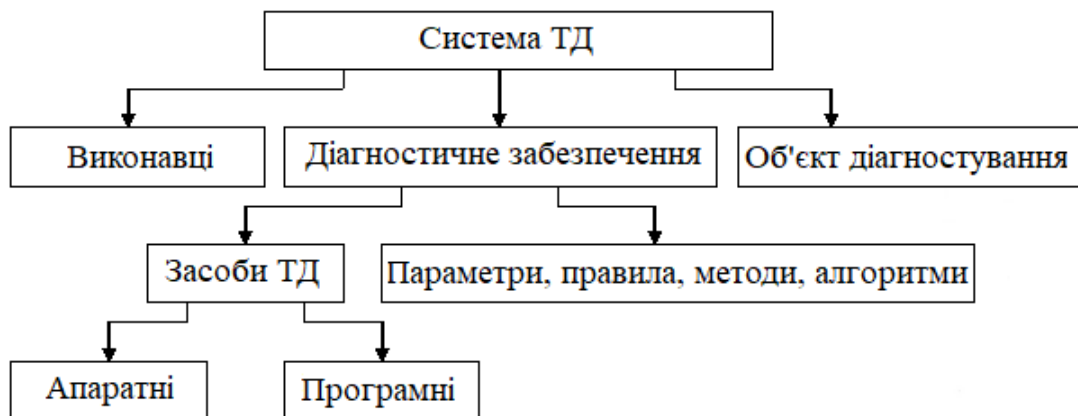 Система ТД
Виконавці
Діагностичне забезпечення
Об'єкт діагностування
Засоби ТД
Параметри, правила, методи, алгоритми
Апаратні
Програмні